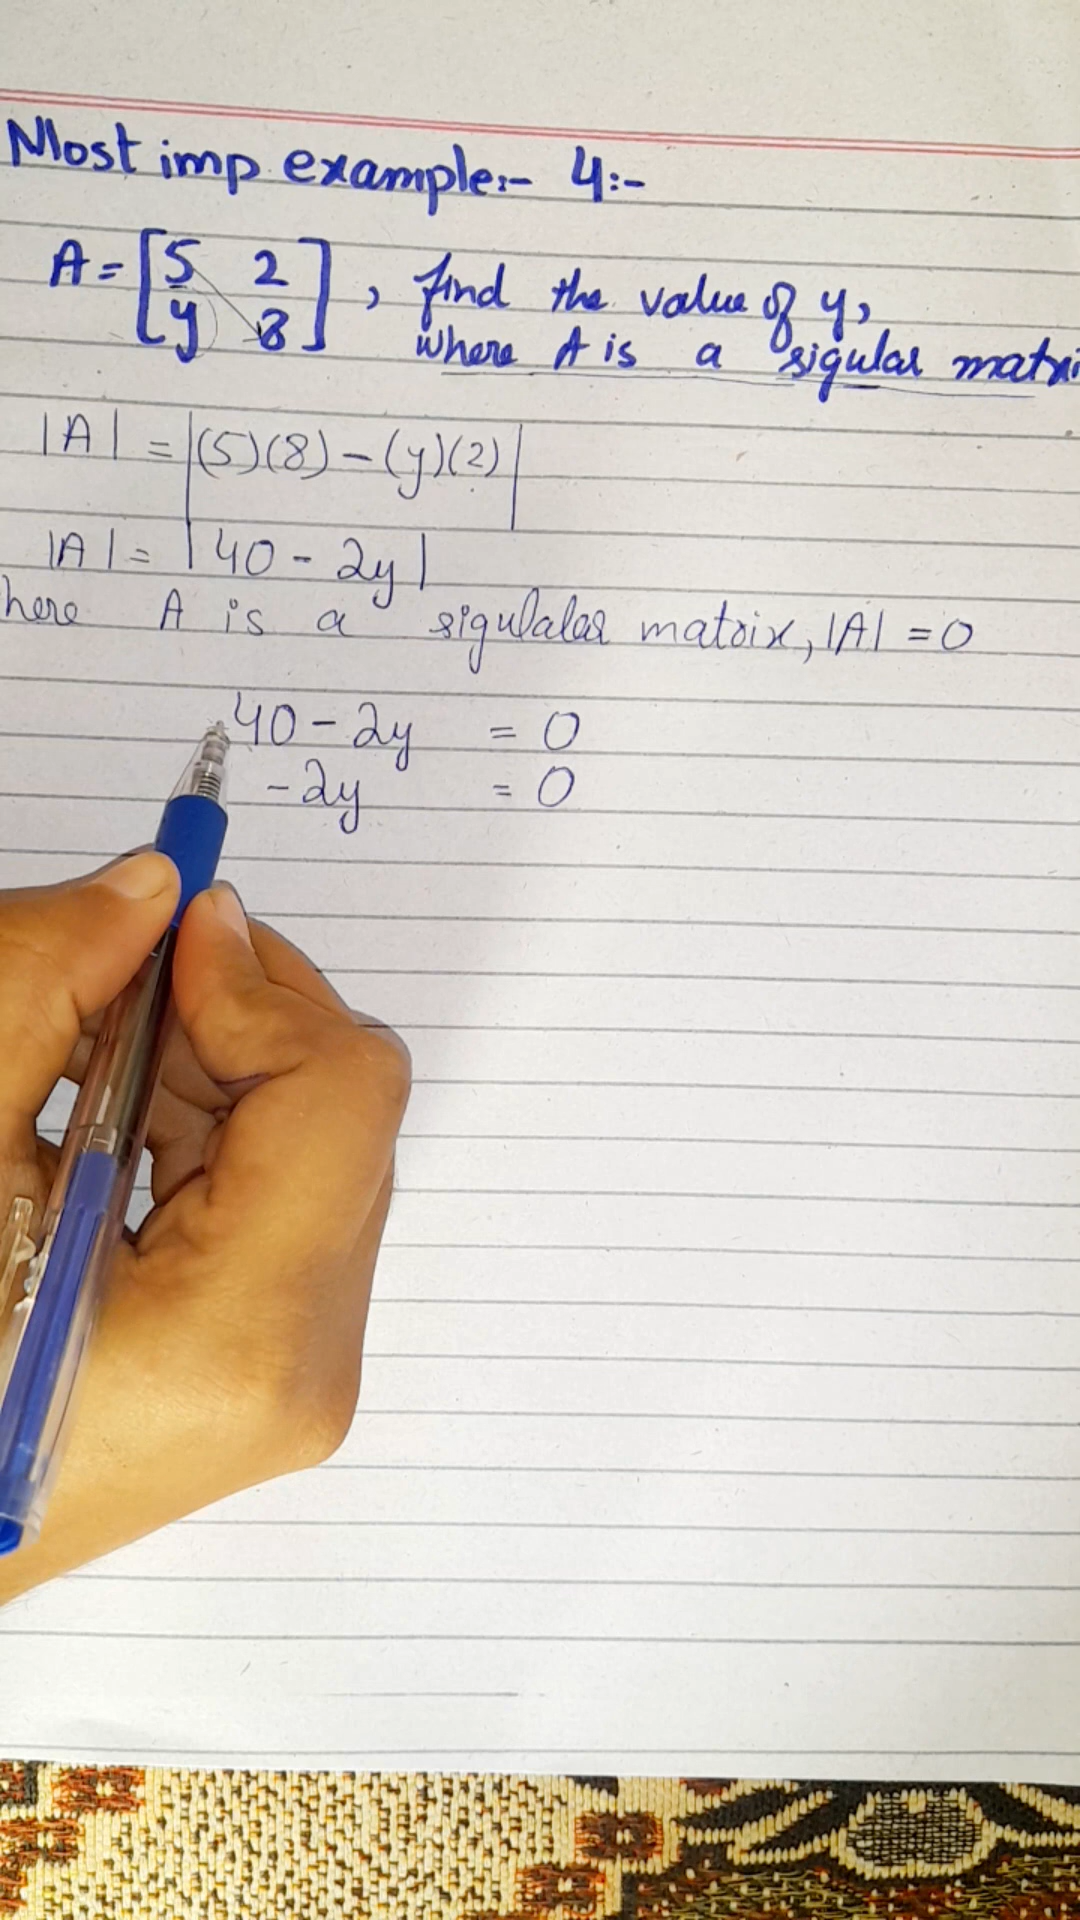 Most imp example:- 4:-
A = [5 2
y 8] , find the value of y,
where A is a sigular matri
|A| = |(5)(8) - (y)(2)|
|A| = |40 - 2y|
here A is a sigulalar matrix, |A| = 0
40 - 2y = 0
- 2y = 0